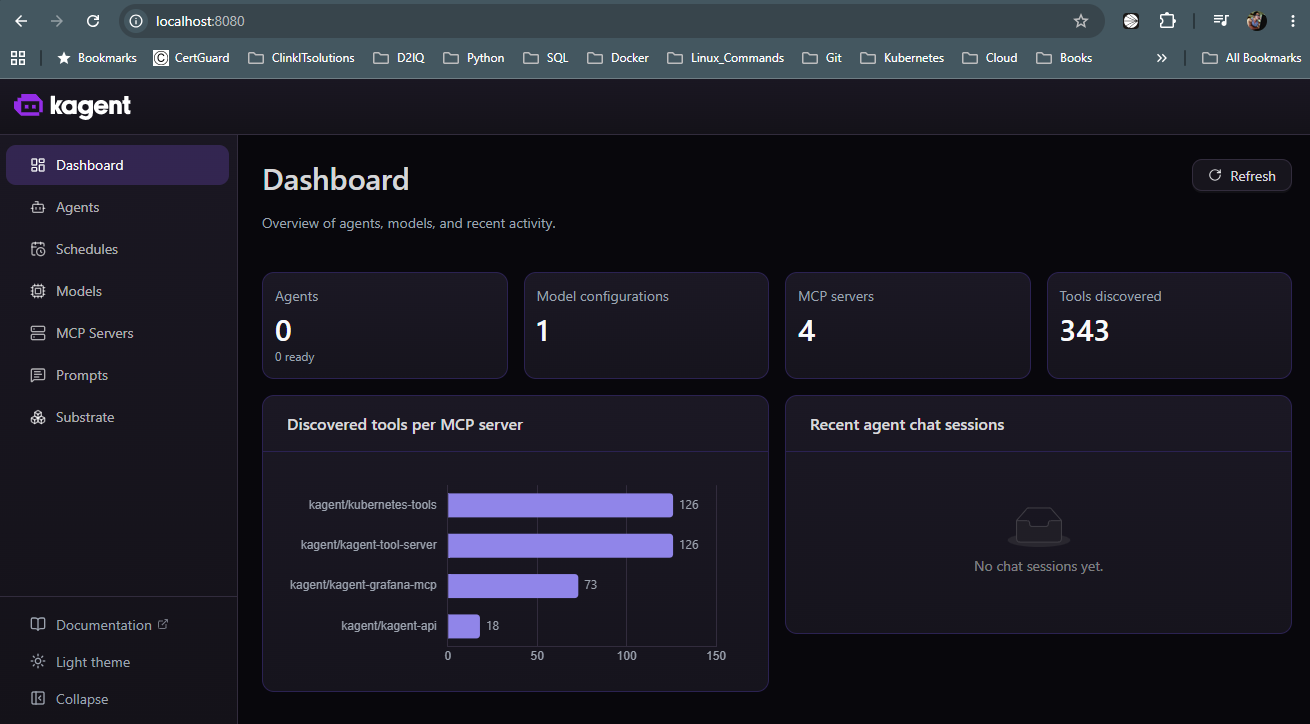 localhost:8080
Bookmarks
CertGuard
ClinkITsolutions
D2IQ
Python
SQL
Docker
Linux_Commands
Git
Kubernetes
Cloud
Books
»
All Bookmarks
kagent
Dashboard
Agents
Schedules
Models
MCP Servers
Prompts
Substrate
Documentation
Light theme
Collapse
Dashboard
Refresh
Overview of agents, models, and recent activity.
Agents
0
0 ready
Model configurations
1
MCP servers
4
Tools discovered
343
Discovered tools per MCP server
kagent/kubernetes-tools 126
kagent/kagent-tool-server 126
kagent/kagent-grafana-mcp 73
kagent/kagent-api 18
0 50 100 150
Recent agent chat sessions
No chat sessions yet.